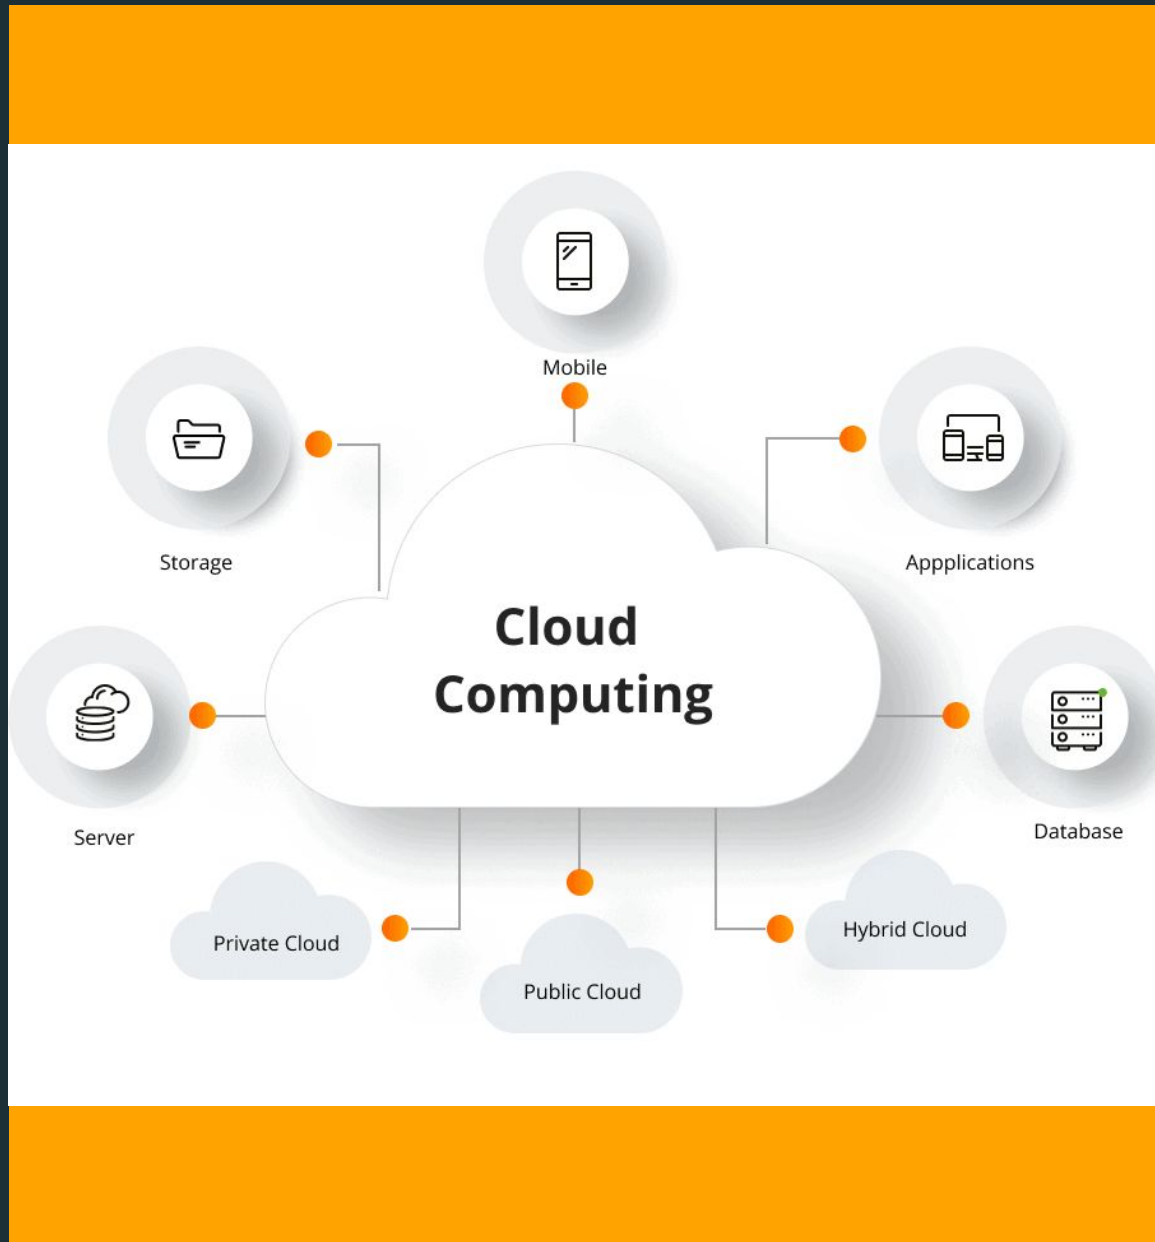 Mobile
Storage
Appplications
Cloud
Computing
Server
Database
Private Cloud
Public Cloud
Hybrid Cloud